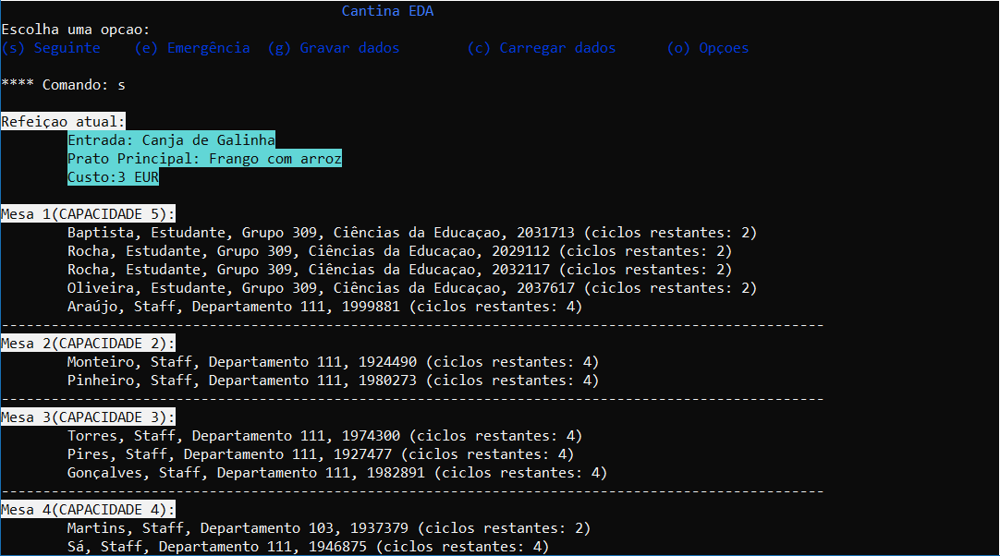 Cantina EDA
Escolha uma opcao:
(s) Seguinte    (e) Emergência  (g) Gravar dados        (c) Carregar dados      (o) Opçoes
**** Comando: s
Refeiçao atual:
Entrada: Canja de Galinha
Prato Principal: Frango com arroz
Custo:3 EUR
Mesa 1(CAPACIDADE 5):
Baptista, Estudante, Grupo 309, Ciências da Educaçao, 2031713 (ciclos restantes: 2)
Rocha, Estudante, Grupo 309, Ciências da Educaçao, 2029112 (ciclos restantes: 2)
Rocha, Estudante, Grupo 309, Ciências da Educaçao, 2032117 (ciclos restantes: 2)
Oliveira, Estudante, Grupo 309, Ciências da Educaçao, 2037617 (ciclos restantes: 2)
Araújo, Staff, Departamento 111, 1999881 (ciclos restantes: 4)
---------------------------------------------------------------------------------------------------
Mesa 2(CAPACIDADE 2):
Monteiro, Staff, Departamento 111, 1924490 (ciclos restantes: 4)
Pinheiro, Staff, Departamento 111, 1980273 (ciclos restantes: 4)
---------------------------------------------------------------------------------------------------
Mesa 3(CAPACIDADE 3):
Torres, Staff, Departamento 111, 1974300 (ciclos restantes: 4)
Pires, Staff, Departamento 111, 1927477 (ciclos restantes: 4)
Gonçalves, Staff, Departamento 111, 1982891 (ciclos restantes: 4)
---------------------------------------------------------------------------------------------------
Mesa 4(CAPACIDADE 4):
Martins, Staff, Departamento 103, 1937379 (ciclos restantes: 2)
Sá, Staff, Departamento 111, 1946875 (ciclos restantes: 4)